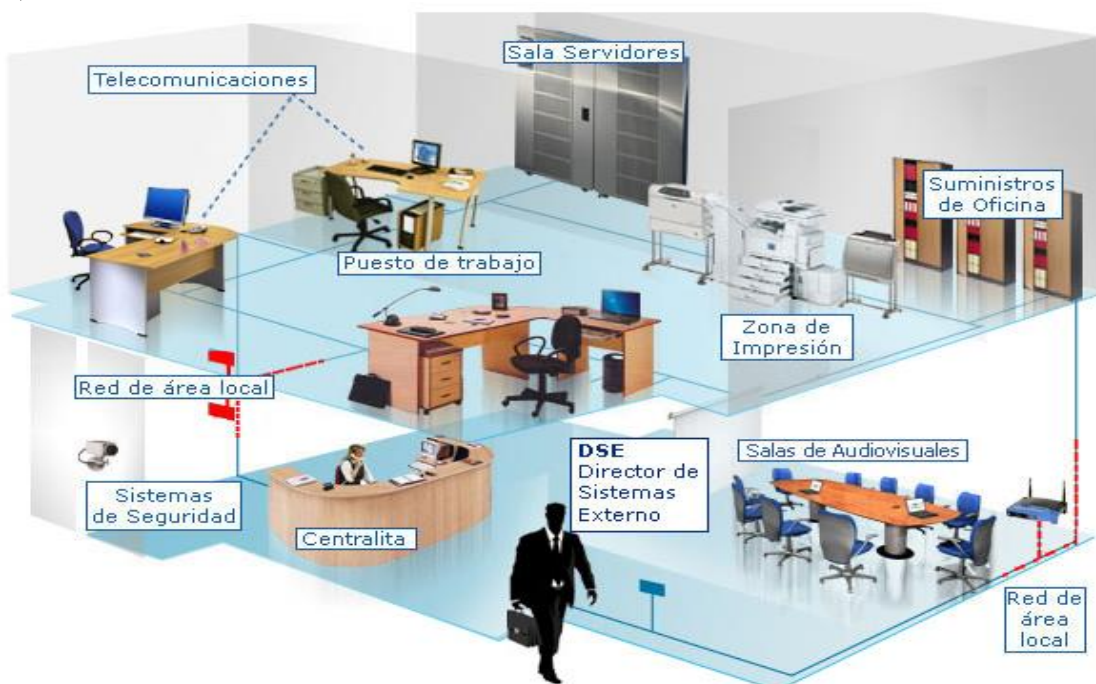 Sala Servidores
Telecomunicaciones
Suministros
de Oficina
Puesto de trabajo
Zona de
Impresión
Red de área local
DSE
Director de
Sistemas
Externo
Salas de Audiovisuales
Sistemas
de Seguridad
Centralita
Red de
área
local